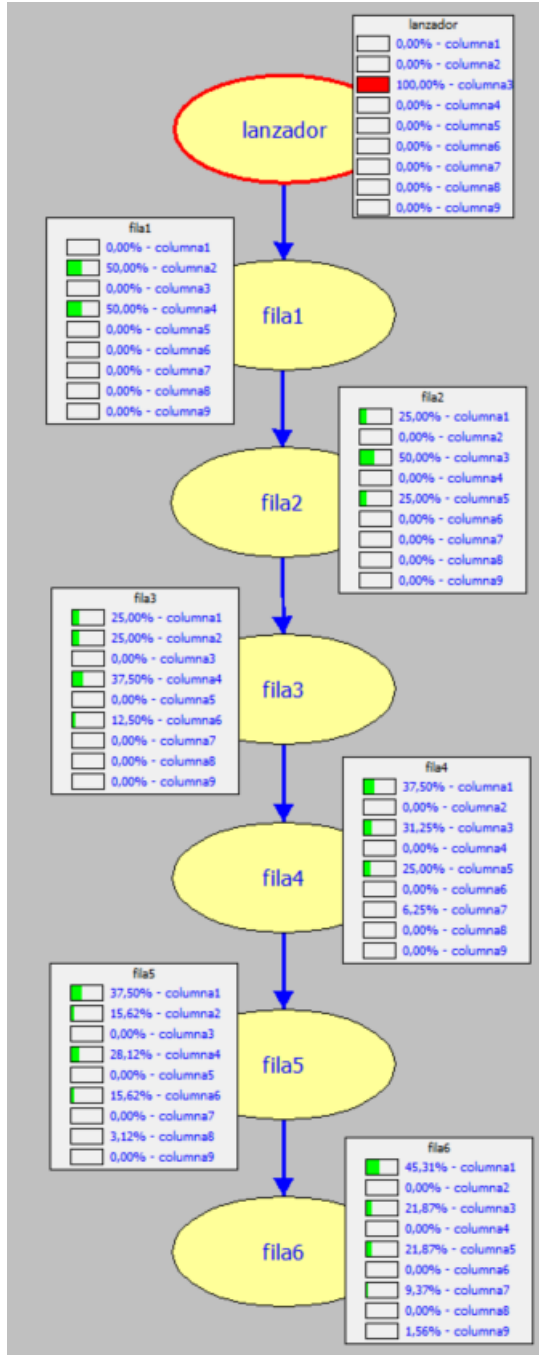 lanzador
0,00% - columna1
0,00% - columna2
100,00% - columna3
0,00% - columna4
0,00% - columna5
0,00% - columna6
0,00% - columna7
0,00% - columna8
0,00% - columna9
lanzador
fila1
0,00% - columna1
50,00% - columna2
0,00% - columna3
50,00% - columna4
0,00% - columna5
0,00% - columna6
0,00% - columna7
0,00% - columna8
0,00% - columna9
fila1
fila2
25,00% - columna1
0,00% - columna2
50,00% - columna3
0,00% - columna4
25,00% - columna5
0,00% - columna6
0,00% - columna7
0,00% - columna8
0,00% - columna9
fila2
fila3
25,00% - columna1
25,00% - columna2
0,00% - columna3
37,50% - columna4
0,00% - columna5
12,50% - columna6
0,00% - columna7
0,00% - columna8
0,00% - columna9
fila3
fila4
37,50% - columna1
0,00% - columna2
31,25% - columna3
0,00% - columna4
25,00% - columna5
0,00% - columna6
6,25% - columna7
0,00% - columna8
0,00% - columna9
fila4
fila5
37,50% - columna1
15,62% - columna2
0,00% - columna3
28,12% - columna4
0,00% - columna5
15,62% - columna6
0,00% - columna7
3,12% - columna8
0,00% - columna9
fila5
fila6
45,31% - columna1
0,00% - columna2
21,87% - columna3
0,00% - columna4
21,87% - columna5
0,00% - columna6
9,37% - columna7
0,00% - columna8
1,56% - columna9
fila6